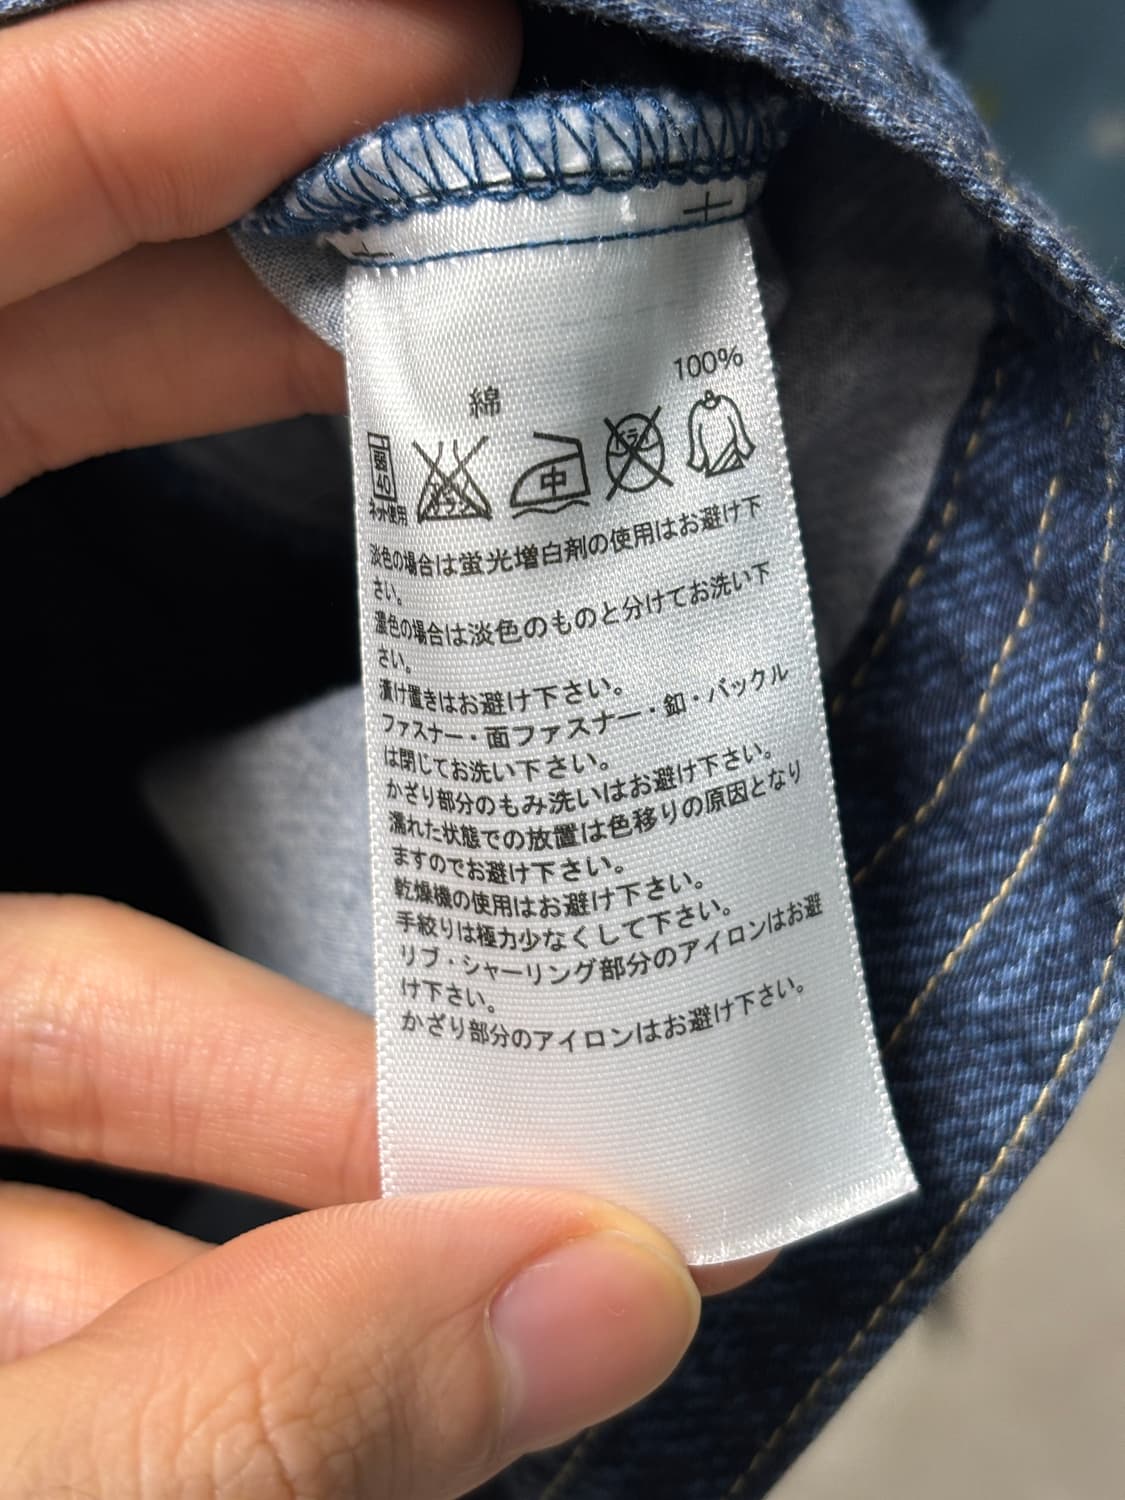 綿 100%
弱
40
ネット使用
中
ドライ
淡色の場合は蛍光増白剤の使用はお避け下
さい。
濃色の場合は淡色のものと分けてお洗い下
さい。
漬け置きはお避け下さい。
ファスナー・面ファスナー・釦・バックル
は閉じてお洗い下さい。
かざり部分のもみ洗いはお避け下さい。
濡れた状態での放置は色移りの原因となり
ますのでお避け下さい。
乾燥機の使用はお避け下さい。
手絞りは極力少なくして下さい。
リブ・シャーリング部分のアイロンはお避
け下さい。
かざり部分のアイロンはお避け下さい。